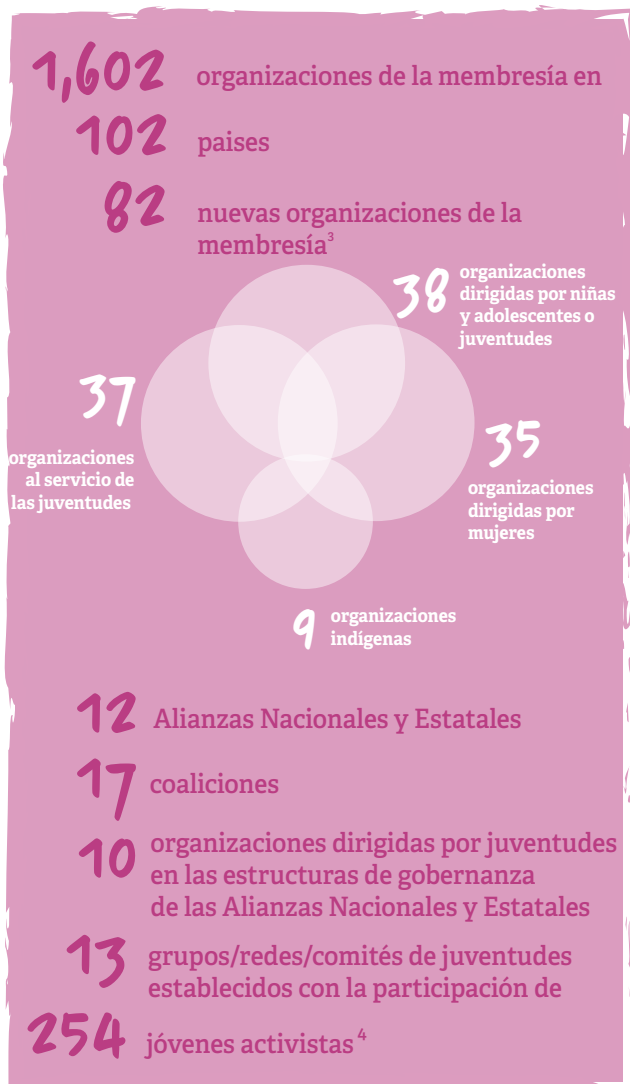 1,602 organizaciones de la membresía en
102 paises
82 nuevas organizaciones de la
membresía³
38 organizaciones
dirigidas por niñas
y adolescentes o
juventudes
37
organizaciones
al servicio de
las juventudes
35
organizaciones
dirigidas por
mujeres
9 organizaciones
indígenas
12 Alianzas Nacionales y Estatales
17 coaliciones
10 organizaciones dirigidas por juventudes
en las estructuras de gobernanza
de las Alianzas Nacionales y Estatales
13 grupos/redes/comités de juventudes
establecidos con la participación de
254 jóvenes activistas⁴